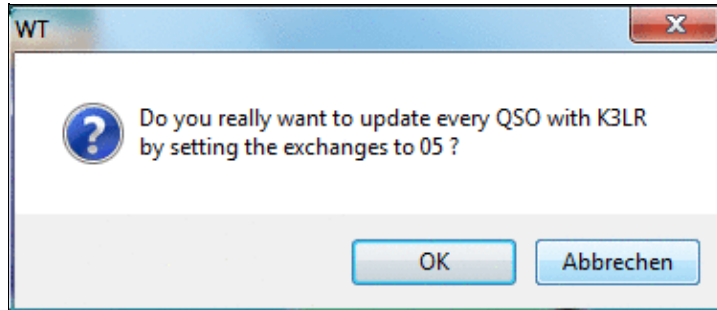 WT
Do you really want to update every QSO with K3LR
by setting the exchanges to 05 ?
OK
Abbrechen